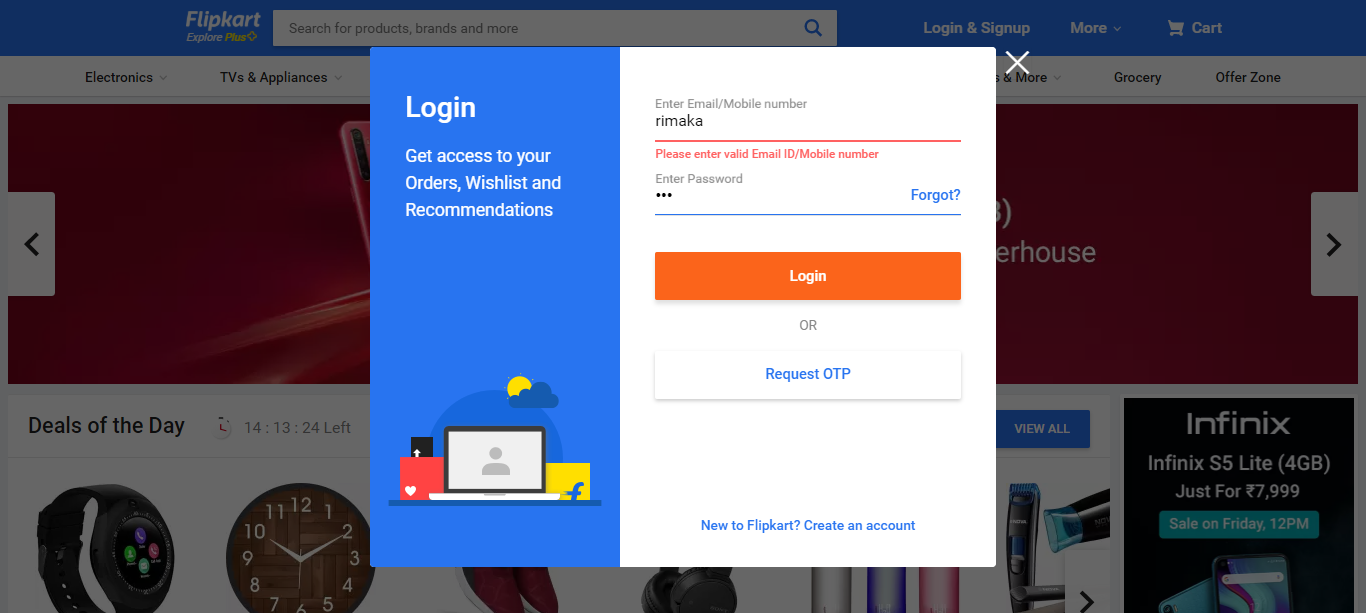 Flipkart
Explore Plus
Search for products, brands and more
Login & Signup
More
Cart
Electronics
TVs & Appliances
s & More
Grocery
Offer Zone
Login
Get access to your
Orders, Wishlist and
Recommendations
Enter Email/Mobile number
rimaka
Please enter valid Email ID/Mobile number
Enter Password
•••
Forgot?
Login
OR
Request OTP
New to Flipkart? Create an account
erhouse
Deals of the Day
14 : 13 : 24 Left
VIEW ALL
Infinix
Infinix S5 Lite (4GB)
Just For ₹7,999
Sale on Friday, 12PM
12
11
1
10
2
9
3
8
4
7
6
5